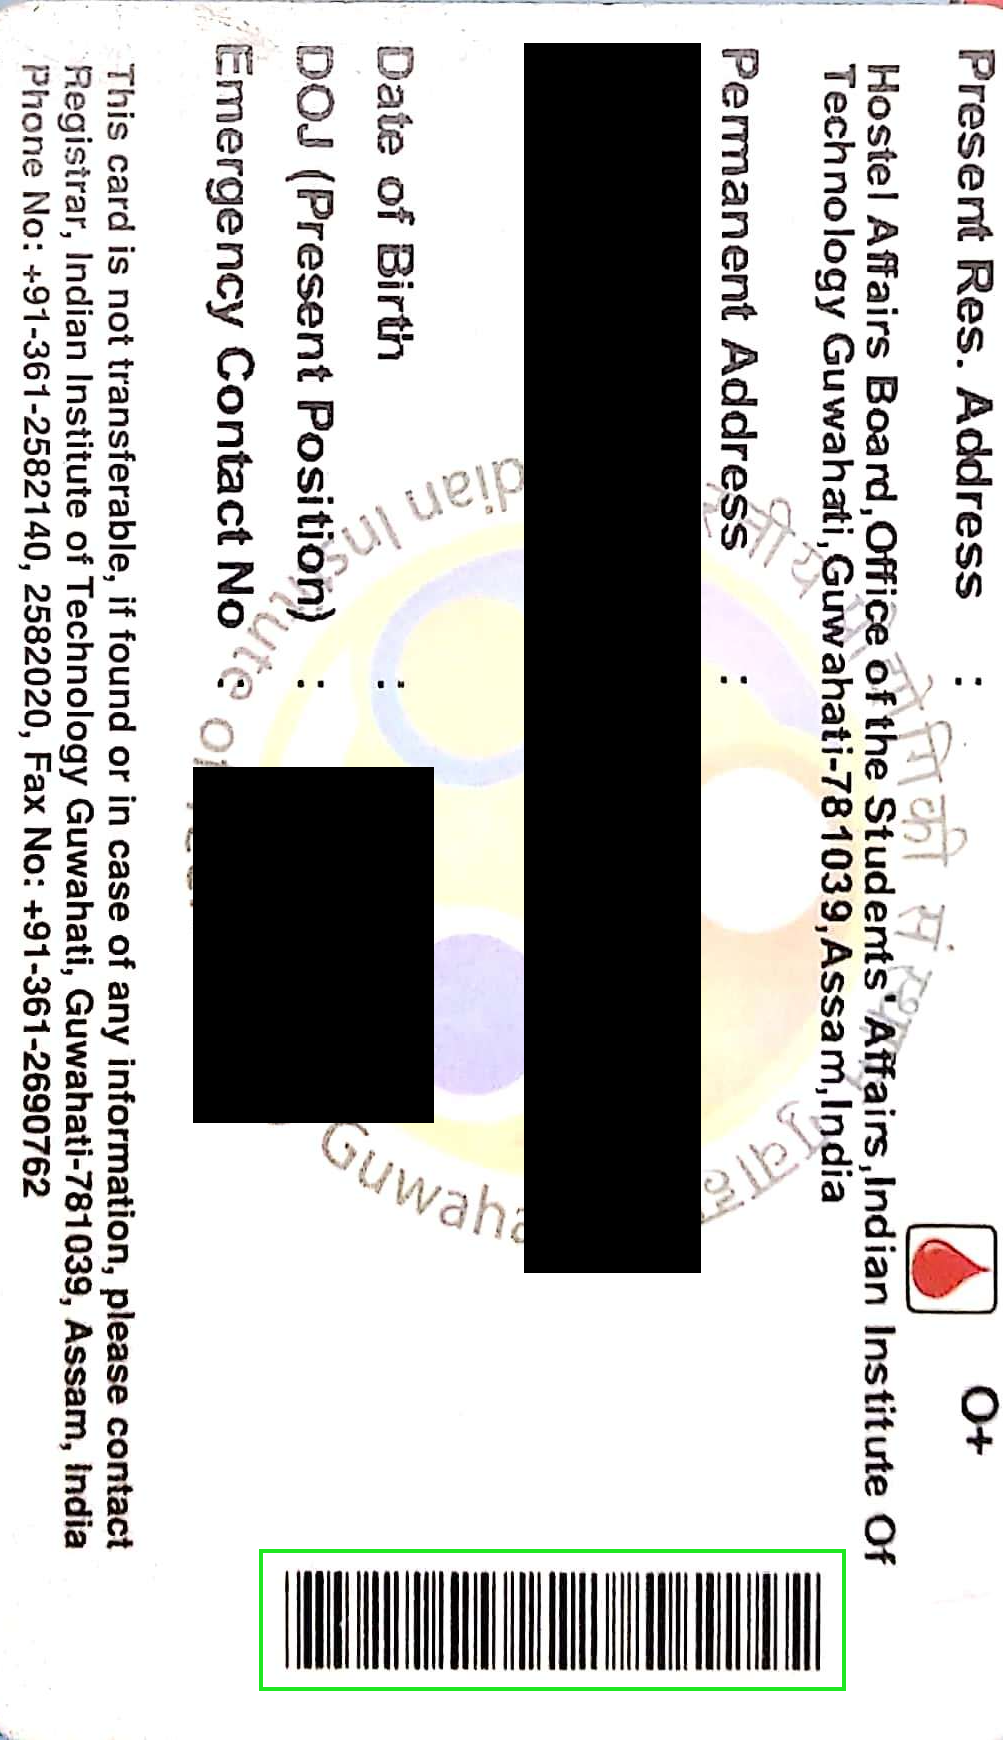 Present Res. Address :
O+
Hostel Affairs Board,Office of the Students' Affairs,Indian Institute Of
Technology Guwahati,Guwahati-781039,Assam,India
Permanent Address :
Date of Birth :
DOJ (Present Position) :
Emergency Contact No :
This card is not transferable, if found or in case of any information, please contact
Registrar, Indian Institute of Technology Guwahati, Guwahati-781039, Assam, India
Phone No: +91-361-2582140, 2582020, Fax No: +91-361-2690762